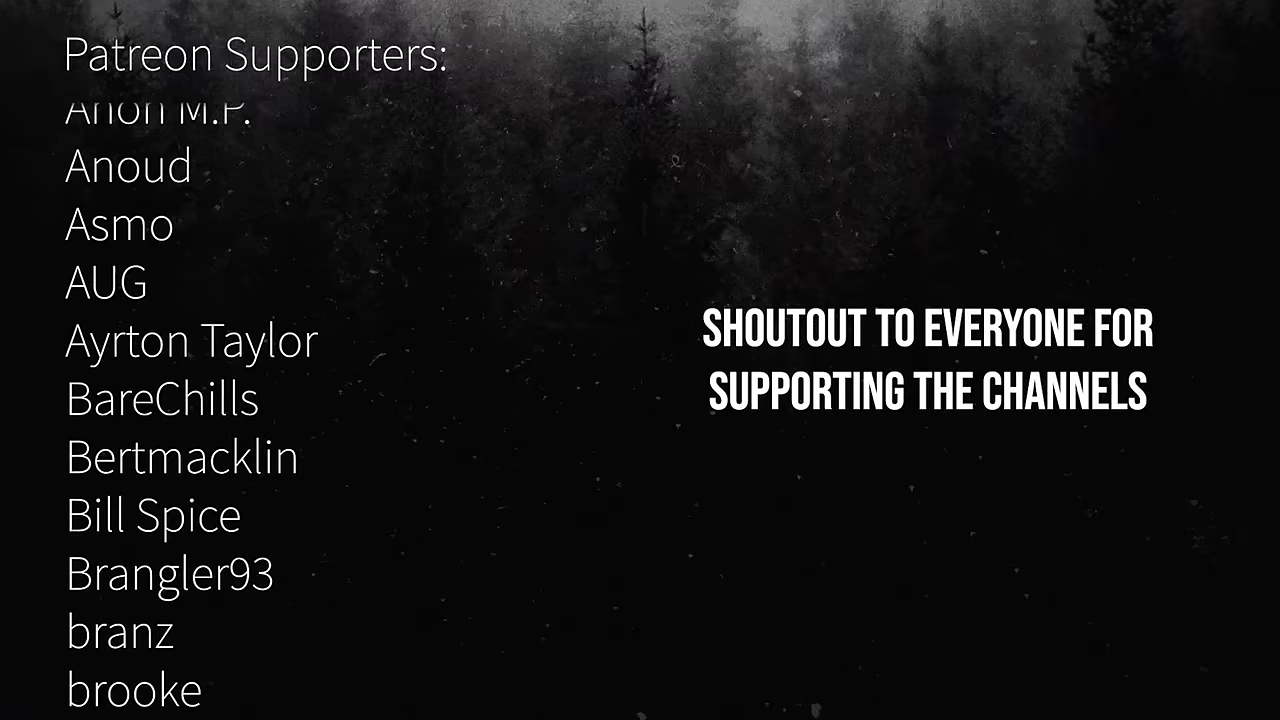 Patreon Supporters:
Anon M.P.
Anoud
Asmo
AUG
Ayrton Taylor
BareChills
Bertmacklin
Bill Spice
Brangler93
branz
brooke
SHOUTOUT TO EVERYONE FOR
SUPPORTING THE CHANNELS